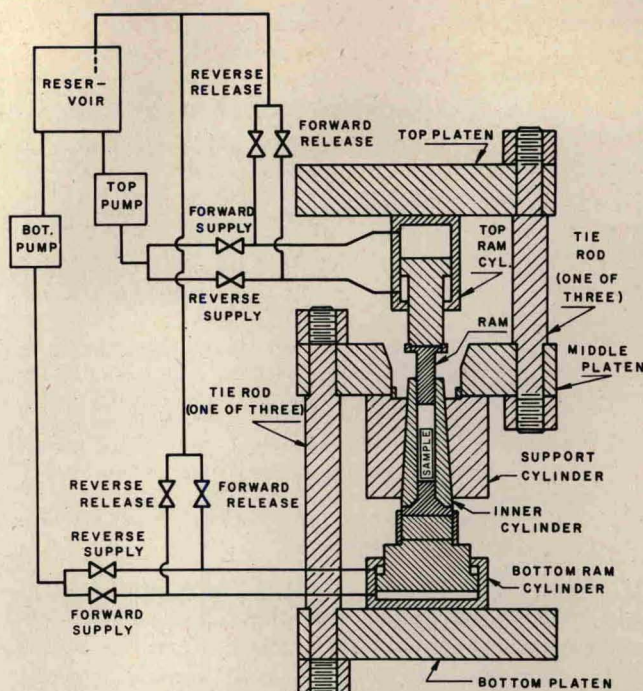 RESER-
VOIR
REVERSE
RELEASE
FORWARD
RELEASE
TOP PLATEN
TOP
PUMP
BOT.
PUMP
FORWARD
SUPPLY
REVERSE
SUPPLY
TOP
RAM
CYL.
TIE
ROD
(ONE OF
THREE)
RAM
MIDDLE
PLATEN
TIE ROD
(ONE OF THREE)
SAMPLE
SUPPORT
CYLINDER
REVERSE
RELEASE
FORWARD
RELEASE
INNER
CYLINDER
REVERSE
SUPPLY
BOTTOM RAM
CYLINDER
FORWARD
SUPPLY
BOTTOM PLATEN